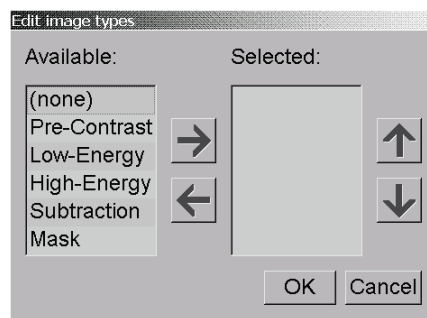 Edit image types
Available: Selected:
(none)
Pre-Contrast
Low-Energy
High-Energy
Subtraction
Mask
OK Cancel